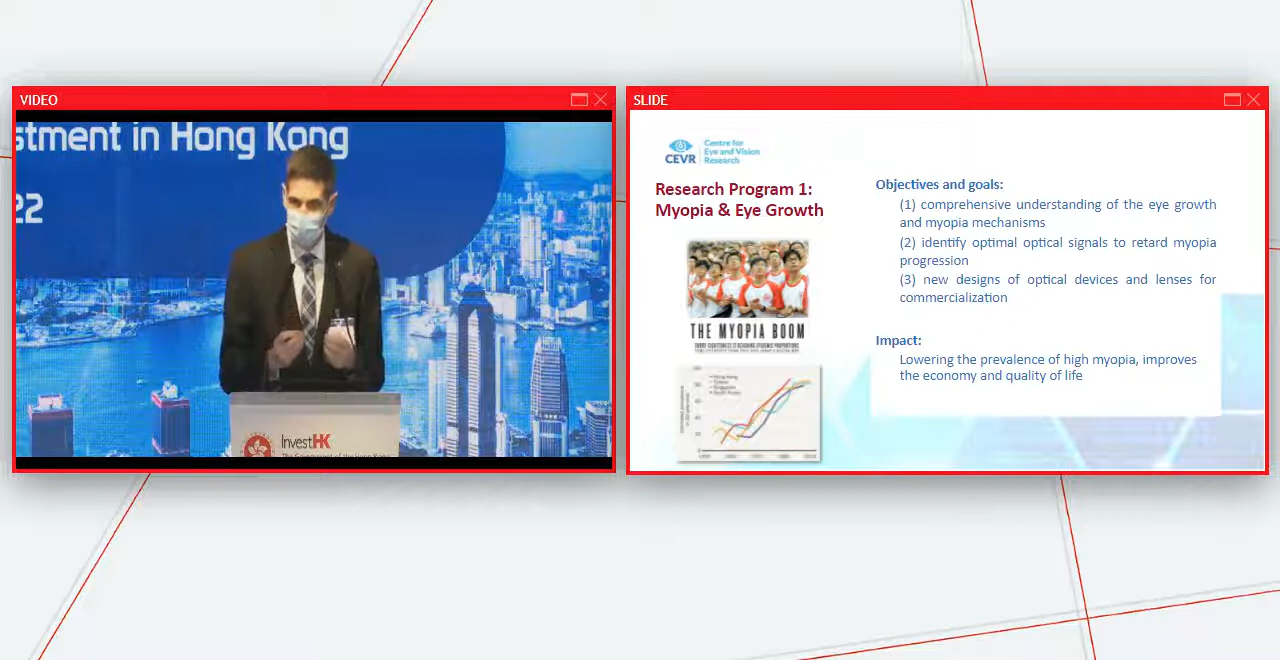 VIDEO
stment in Hong Kong
22
InvestHK
SLIDE
CEVR
Centre for
Eye and Vision
Research
Research Program 1:
Myopia & Eye Growth
THE MYOPIA BOOM
Objectives and goals:
(1) comprehensive understanding of the eye growth
and myopia mechanisms
(2) identify optimal optical signals to retard myopia
progression
(3) new designs of optical devices and lenses for
commercialization
Impact:
Lowering the prevalence of high myopia, improves
the economy and quality of life